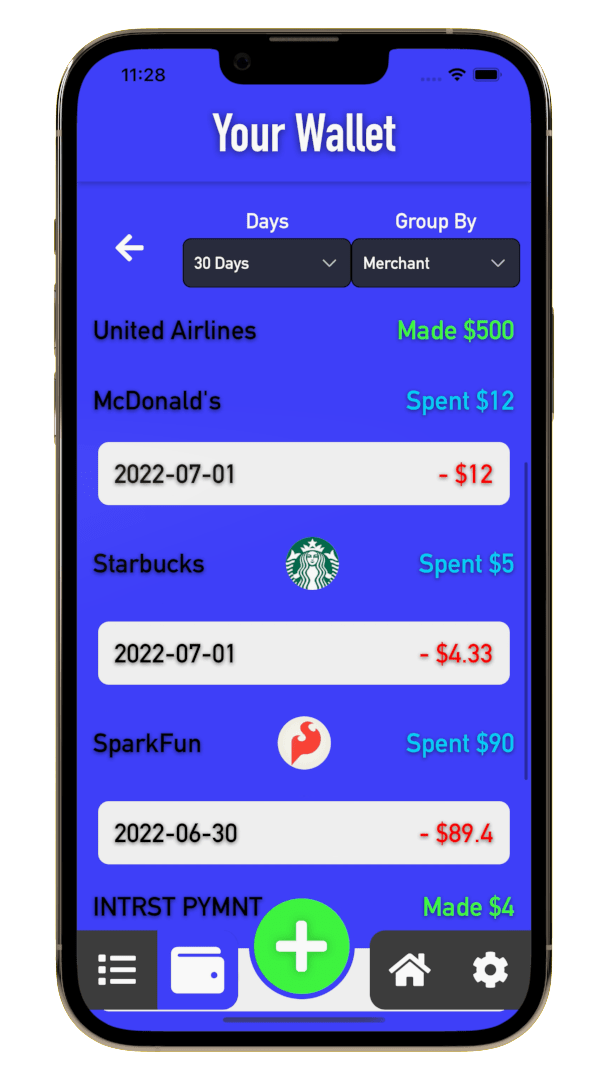 11:28
Your Wallet
Days Group By
30 Days Merchant
United Airlines Made $500
McDonald's Spent $12
2022-07-01 - $12
Starbucks Spent $5
2022-07-01 - $4.33
SparkFun Spent $90
2022-06-30 - $89.4
INTRST PYMNT Made $4